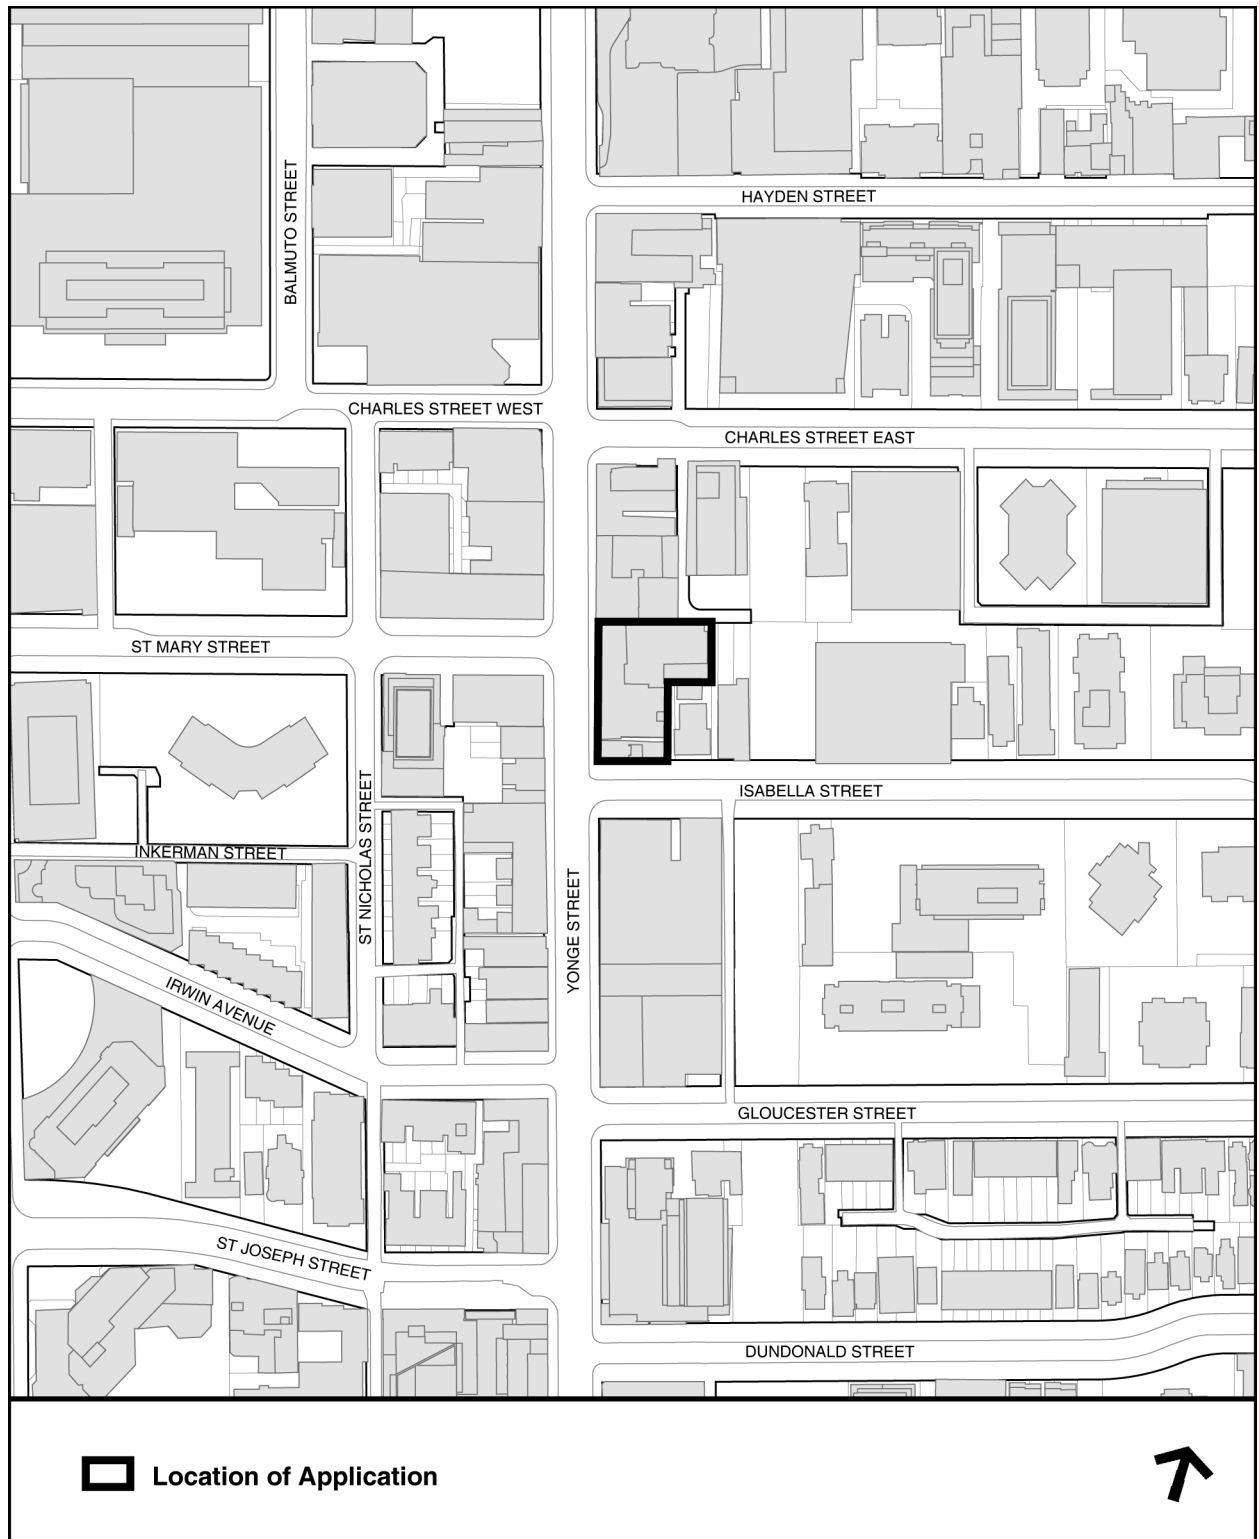 HAYDEN STREET
BALMUTO STREET
CHARLES STREET WEST
CHARLES STREET EAST
ST MARY STREET
ISABELLA STREET
ST NICHOLAS STREET
INKERMAN STREET
YONGE STREET
IRWIN AVENUE
GLOUCESTER STREET
ST JOSEPH STREET
DUNDONALD STREET
Location of Application